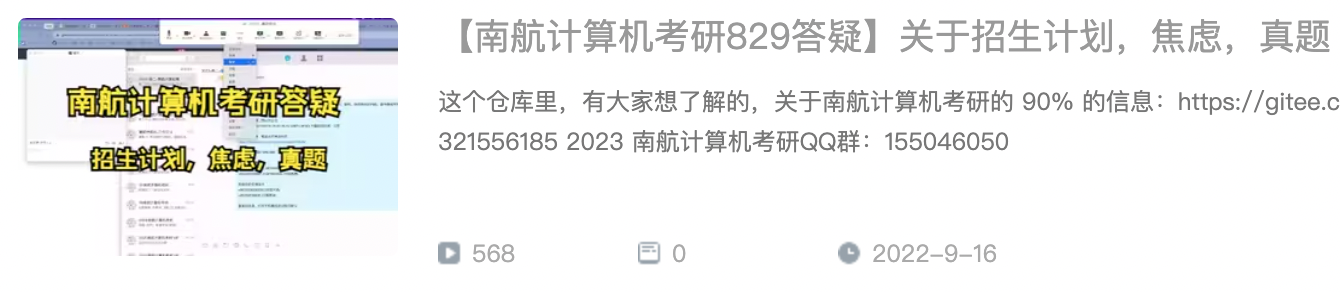 【南航计算机考研829答疑】关于招生计划，焦虑，真题
南航计算机考研答疑
招生计划，焦虑，真题
这个仓库里，有大家想了解的，关于南航计算机考研的 90% 的信息：https://gitee.c
321556185 2023 南航计算机考研QQ群：155046050
568
0
2022-9-16